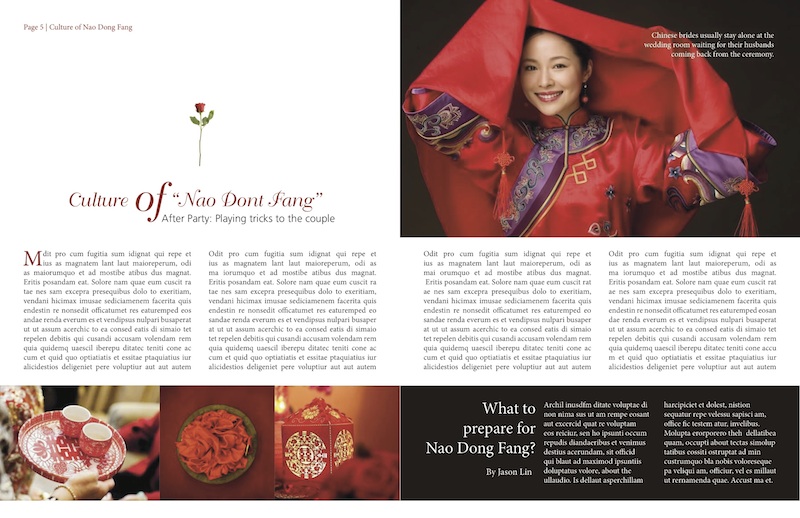 Page 5 | Culture of Nao Dong Fang
Culture of “Nao Dont Fang”
After Party: Playing tricks to the couple
Mdit pro cum fugitia sum idignat qui repe et
ius as magnatem lant laut maioreperum, odi as
as maiorumquo et ad mostibe atibus dus magnat.
Eritis posandam eat. Solore nam quae eum cuscit ra
tae nes sam excepra presequibus dolo to exeritiam,
vendani hicimax imusae sediciamenem facerita quis
endestin re nonsedit officatumet res eaturemped eo
sandae renda everum es et vendipsus nulpari busaperat
ut ut assum acerchic to ea consed eatis di simaio
tet repelen debitis qui cusandi accusam volendam rem
quia quidemq uaescil iberepu ditatec teniti cone ac
cum et quid quo optiatiatis et essitae ptaquiatius iur
alicidestios deligeniet pere voluptiur aut aut autem
Odit pro cum fugitia sum idignat qui repe et
ius as magnatem lant laut maioreperum, odi as
ma iorumquo et ad mostibe atibus dus magnat.
Eritis posandam eat. Solore nam quae eum cuscit rat
ae nes sam excepra presequibus dolo to exeritiam,
vendani hicimax imusae sediciamenem facerita quis
endestin re nonsedit officatumet res eaturemped eos
andae renda everum es et vendipsus nulpari busaper
at ut ut assum acerchic to ea consed eatis di simaio
tet repelen debitis qui cusandi accusam volendam rem
quia quidemq uaescil iberepu ditatec teniti cone ac
cum et quid quo optiatiatis et essitae ptaquiatius iur
alicidestios deligeniet pere voluptiur aut aut autem
Chinese brides usually stay alone at the
wedding room waiting for their husbands
coming back from the ceremony.
Odit pro cum fugitia sum idignat qui repe et
ius as magnatem lant laut maioreperum, odi as
mai orumquo et ad mostibe atibus dus magnat.
Eritis posandam eat. Solore nam quae eum cuscit rat
ae nes sam excepra presequibus dolo to exeritiam,
vendani hicimax imusae sediciamenem facerita quis
endestin re nonsedit officatumet res eaturemped eos
andae renda everum es et vendipsus nulpari busaper
at ut ut assum acerchic to ea consed eatis di simaio
tet repelen debitis qui cusandi accusam volendam rem
quia quidemq uaescil iberepu ditatec teniti cone ac
cum et quid quo optiatiatis et essitae ptaquiatius iur
alicidestios deligeniet pere voluptiur aut aut autem
Odit pro cum fugitia sum idignat qui repe et
ius as magnatem lant laut maioreperum, odi as
ma iorumquo et ad mostibe atibus dus magnat.
Eritis posandam eat. Solore nam quae eum cuscit rat
ae nes sam excepra presequibus dolo to exeritiam,
vendani hicimax imusae sediciamenem facerita quis
endestin re nonsedit officatumet res eaturemped eosan
dae renda everum es et vendipsus nulpari busaperat
ut ut assum acerchic to ea consed eatis di simaio tet
repelen debitis qui cusandi accusam volendam rem
quia quidemq uaescil iberepu ditatec teniti cone accu
m et quid quo optiatiatis et essitae ptaquiatius iur
alicidestios deligeniet pere voluptiur aut aut autem
What to
prepare for
Nao Dong Fang?
By Jason Lin
Archil inusdfm ditate voluptae di
non nima sus ut am rempe eosant
aut excercid quat re voluptam
eos reiciur, sen ho ipsunti occum
repudis diandaeribus et venimus
destius acerundam, sit officid
qui blaut ad maximod ipsuntiis
doluptatus volore, about the
ullaudio. Is dellaut asperchillam
harcipiciet et dolest, nistion
sequatur repe velessu sapisci am,
offic fic testem atur, invelibus.
Molupta erorporero theh dellatibea
quam, occupti about tectas simolup
tatibus eossiti ostruptat ad min
custrumquo bla nobis voloreseque
pa veliqui am, officiur, vel es millaut
ut rernamenda quae. Accust ma et.